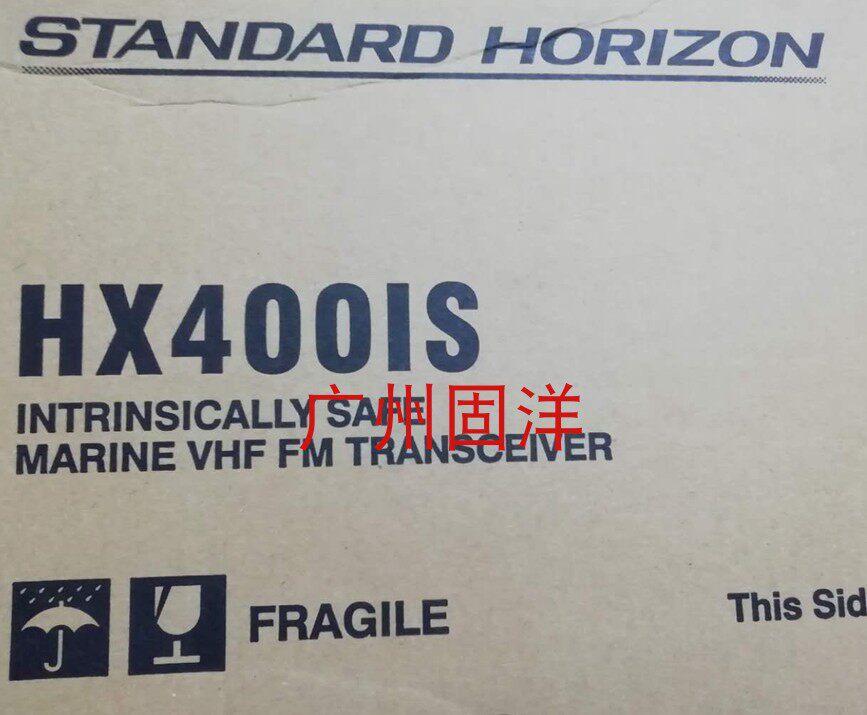 STANDARD HORIZON
HX400IS
INTRINSICALLY SAFE
广州固洋
MARINE VHF FM TRANSCEIVER
FRAGILE
This Sid